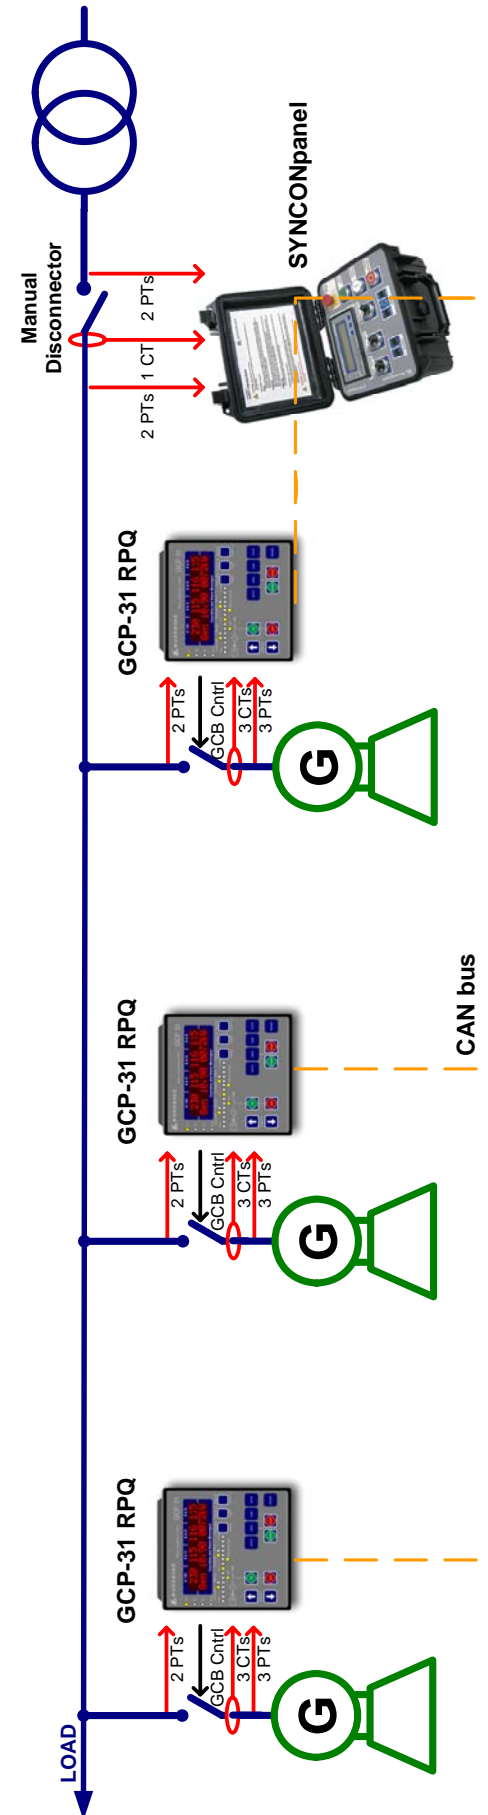 Manual
Disconnector
2 PTs
1 CT
2 PTs
SYNCONpanel
GCP-31 RPQ
2 PTs
GCB Cntrl
3 CTs
3 PTs
G
GCP-31 RPQ
2 PTs
GCB Cntrl
3 CTs
3 PTs
G
CAN bus
GCP-31 RPQ
2 PTs
GCB Cntrl
3 CTs
3 PTs
G
LOAD